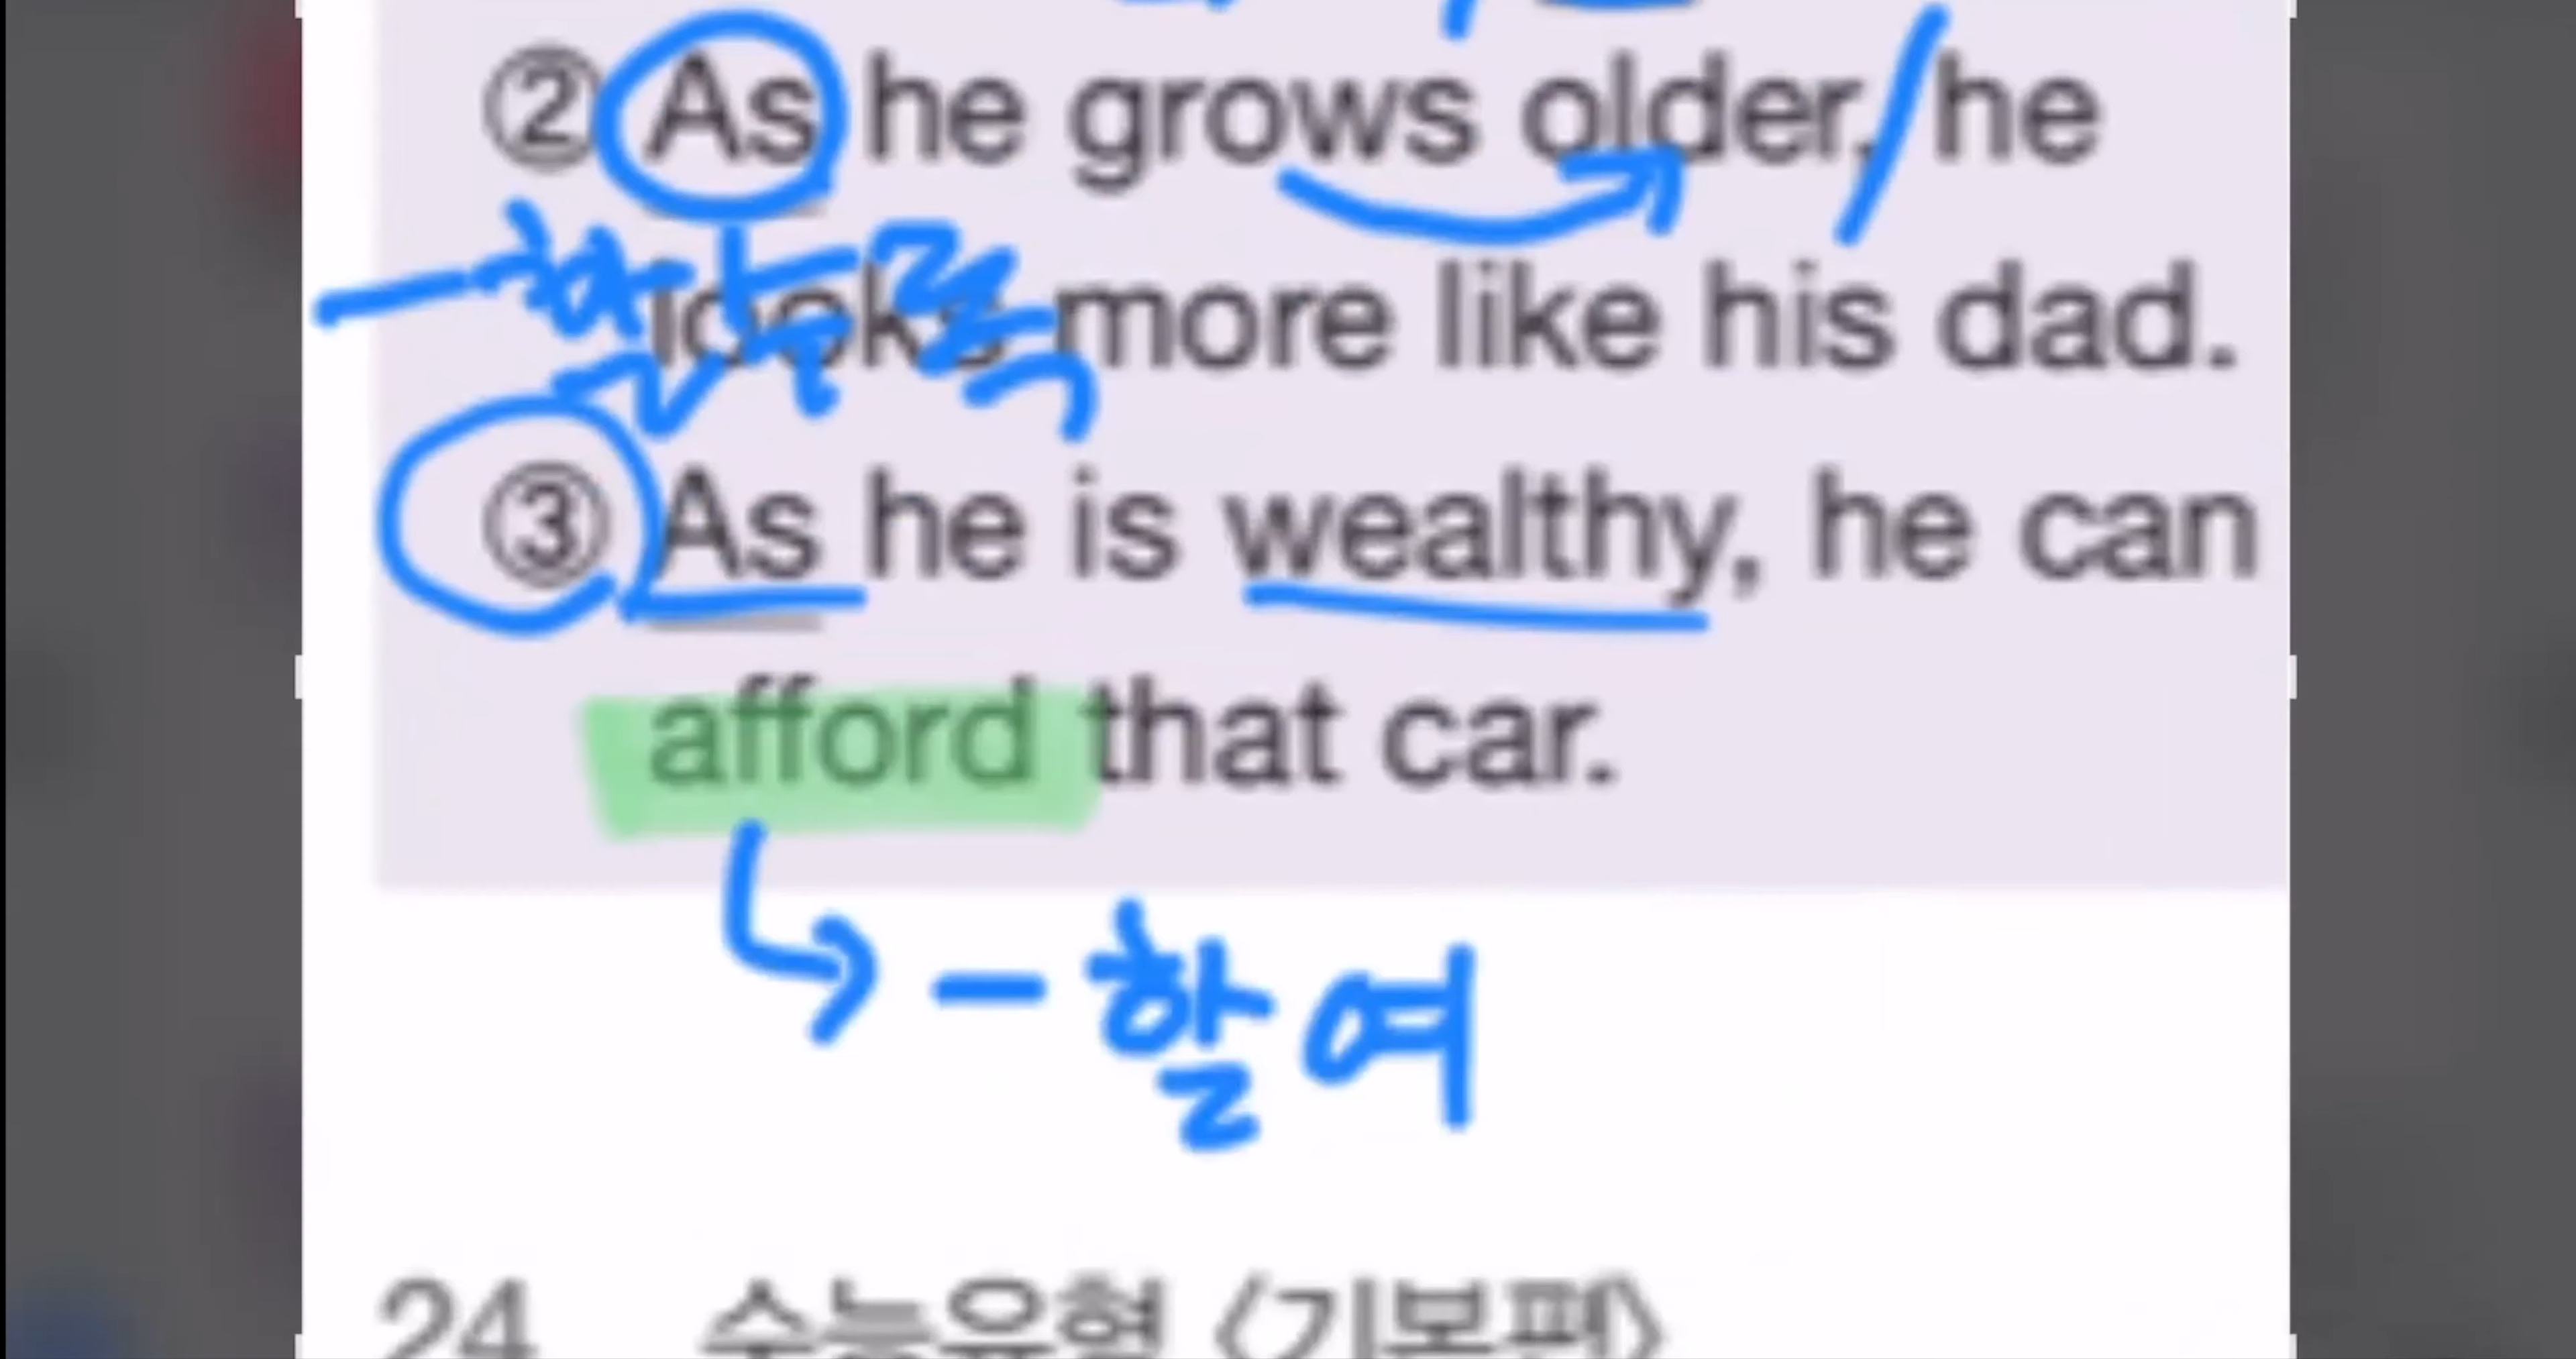 ② As he grows older, he
looks more like his dad.
-할수록
③ As he is wealthy, he can
afford that car.
-할 여
24 수능유형 〈기본편〉